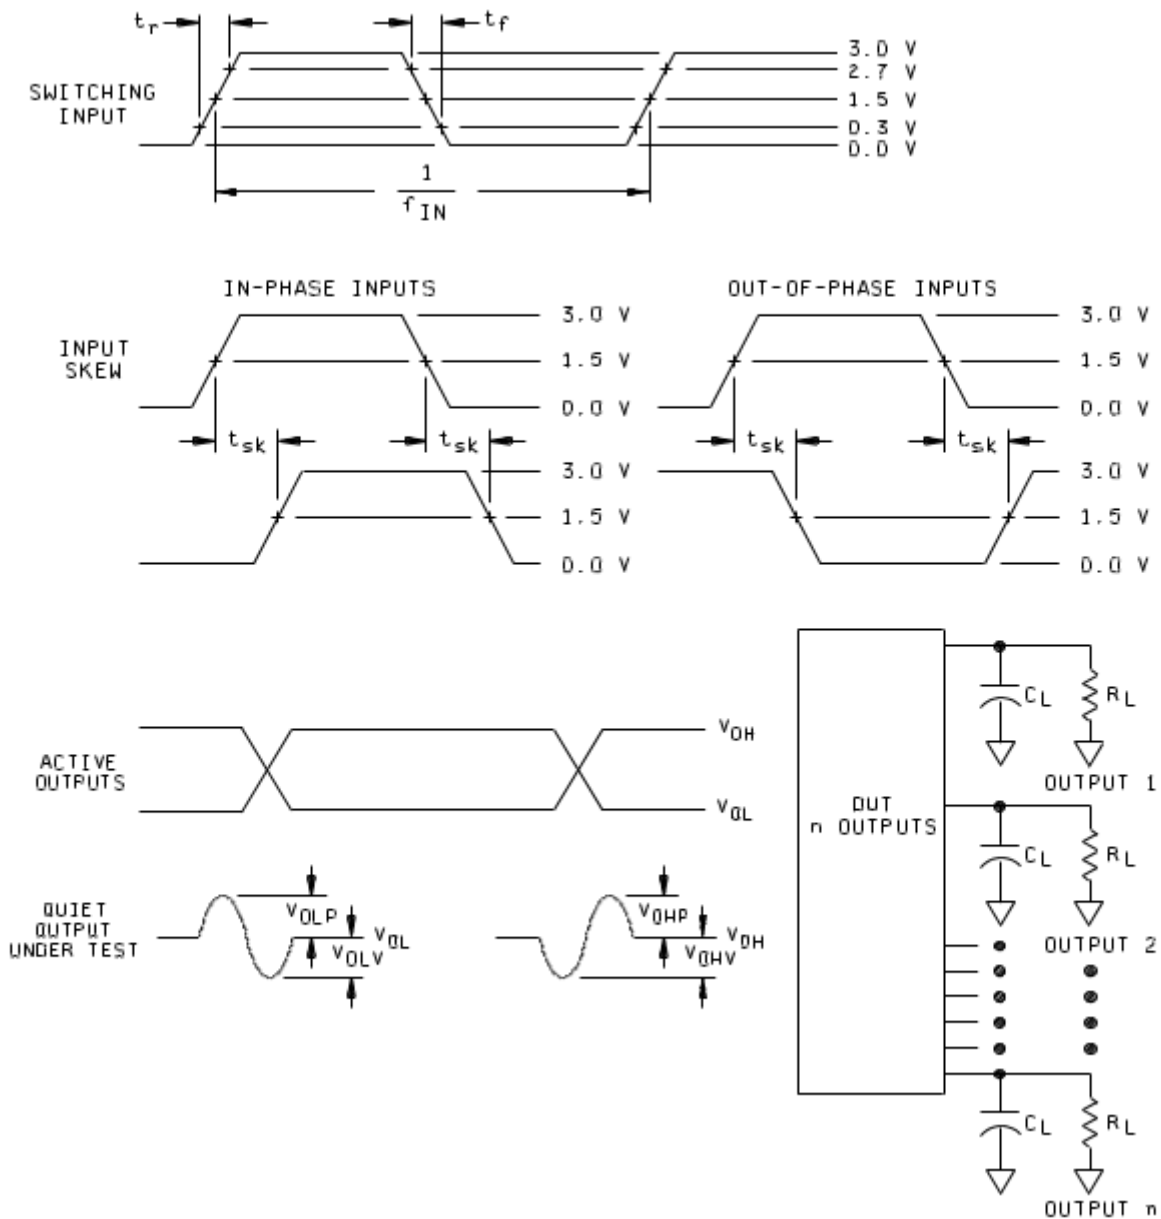 tr
tf
3.0 V
2.7 V
SWITCHING
INPUT
1.5 V
0.3 V
0.0 V
1
fIN
IN-PHASE INPUTS
OUT-OF-PHASE INPUTS
3.0 V
3.0 V
INPUT
SKEW
1.5 V
1.5 V
0.0 V
0.0 V
tsk
tsk
tsk
tsk
3.0 V
3.0 V
1.5 V
1.5 V
0.0 V
0.0 V
CL
RL
VOH
ACTIVE
OUTPUTS
OUTPUT 1
VOL
DUT
n OUTPUTS
CL
RL
QUIET
OUTPUT
UNDER TEST
VOLP
VOL
VOLV
VOHP
VOH
VOHV
OUTPUT 2
CL
RL
OUTPUT n